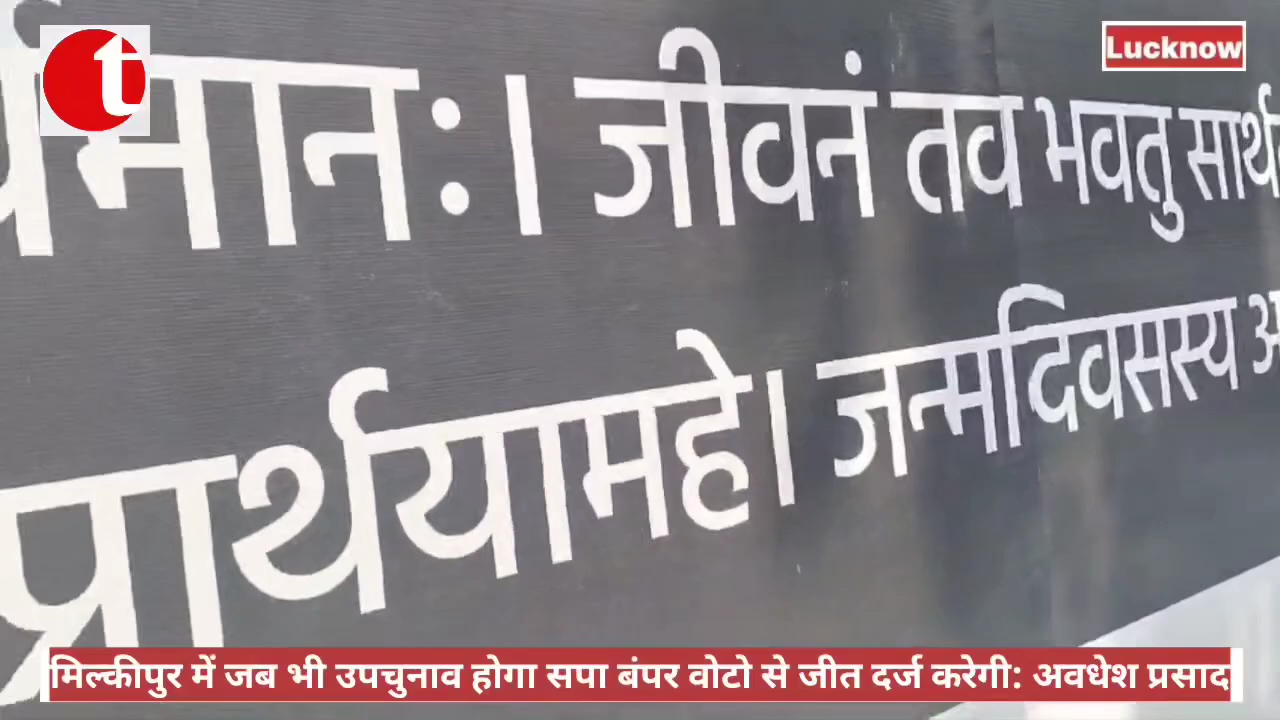 t
Lucknow
मानः। जीवनं तव भवतु
प्रार्थयामहे। जन्मदिवसस्य
मिल्कीपुर में जब भी उपचुनाव होगा सपा बंपर वोटो से जीत दर्ज करेगी: अवधेश प्रसाद